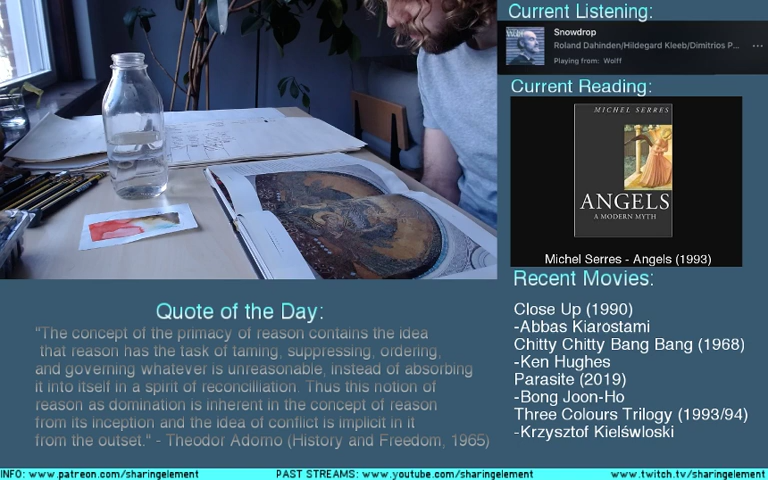 Current Listening:
Snowdrop
Roland Dahinden/Hildegard Kleeb/Dimitrios P...
Playing from: Wolff
Current Reading:
MICHEL SERRES
ANGELS
A MODERN MYTH
Michel Serres - Angels (1993)
Recent Movies:
Close Up (1990)
-Abbas Kiarostami
Chitty Chitty Bang Bang (1968)
-Ken Hughes
Parasite (2019)
-Bong Joon-Ho
Three Colours Trilogy (1993/94)
-Krzysztof Kielśwloski
Quote of the Day:
"The concept of the primacy of reason contains the idea
that reason has the task of taming, suppressing, ordering,
and governing whatever is unreasonable, instead of absorbing
it into itself in a spirit of reconcilliation. Thus this notion of
reason as domination is inherent in the concept of reason
from its inception and the idea of conflict is implicit in it
from the outset." - Theodor Adorno (History and Freedom, 1965)
INFO: www.patreon.com/sharingelement
PAST STREAMS: www.youtube.com/sharingelement
www.twitch.tv/sharingelement